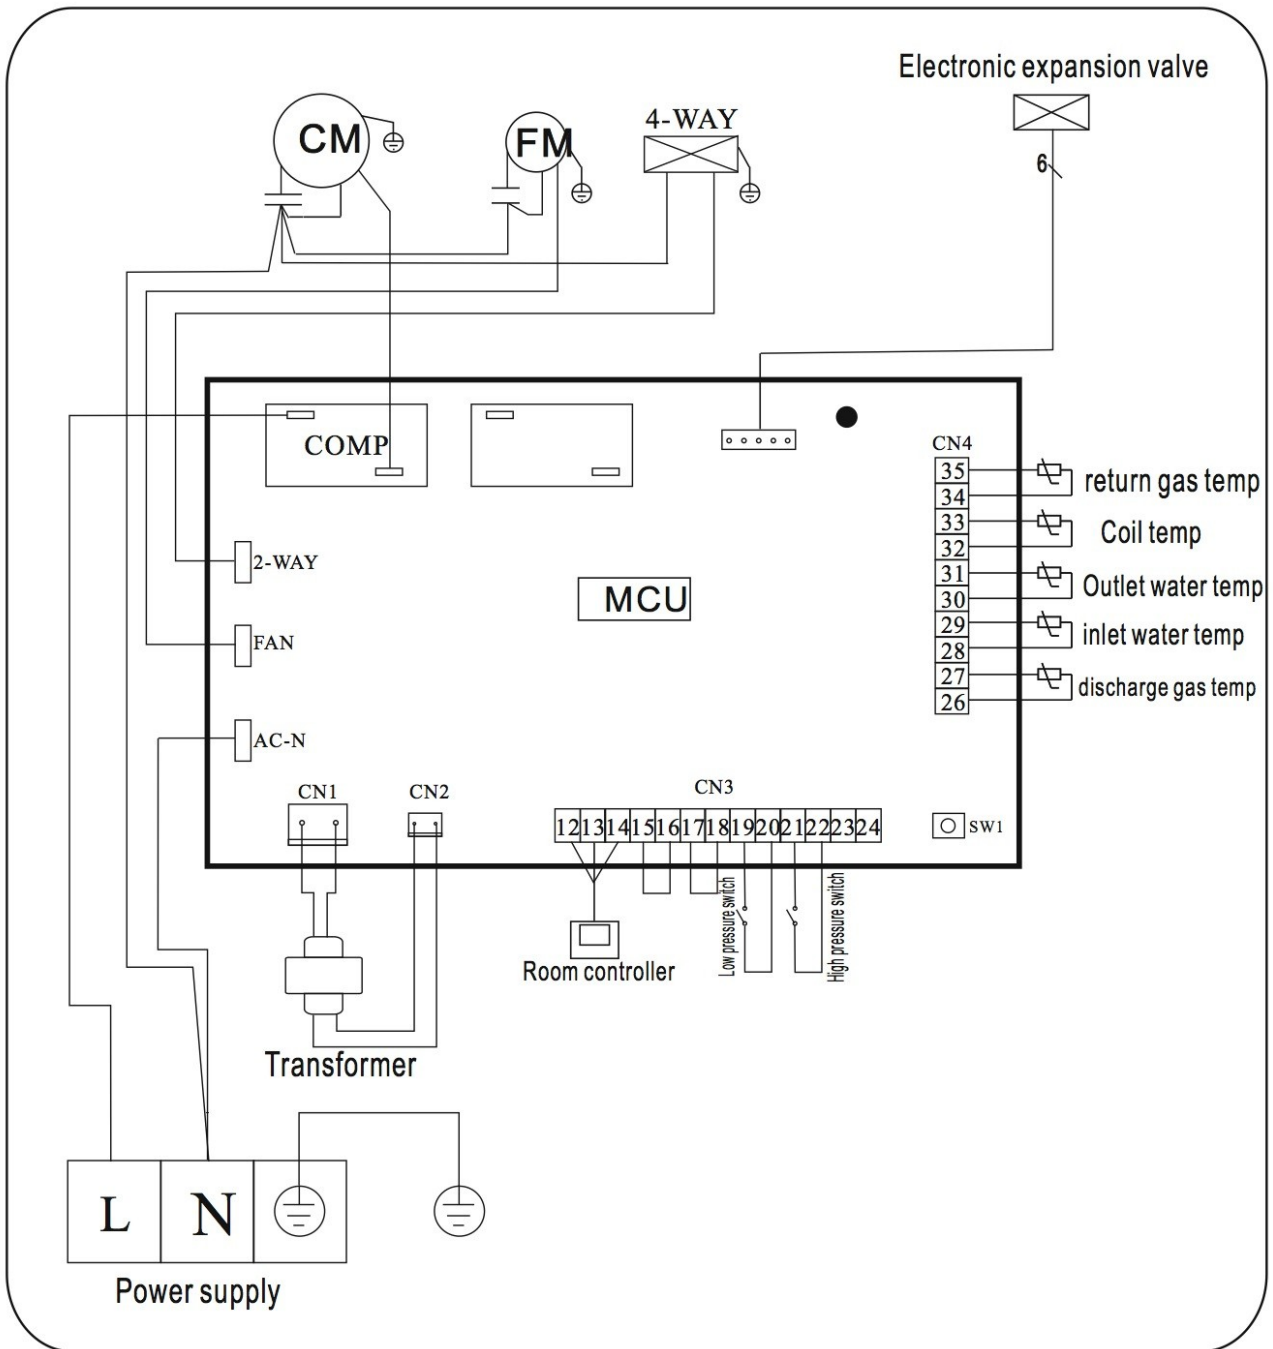 Electronic expansion valve
CM
FM
4-WAY
6
COMP
CN4
35
return gas temp
34
33
Coil temp
32
2-WAY
31
Outlet water temp
30
MCU
29
inlet water temp
28
FAN
27
discharge gas temp
26
AC-N
CN1
CN2
CN3
12 13 14 15 16 17 18 19 20 21 22 23 24
SW1
Low pressure switch
High pressure switch
Room controller
Transformer
L
N
Power supply